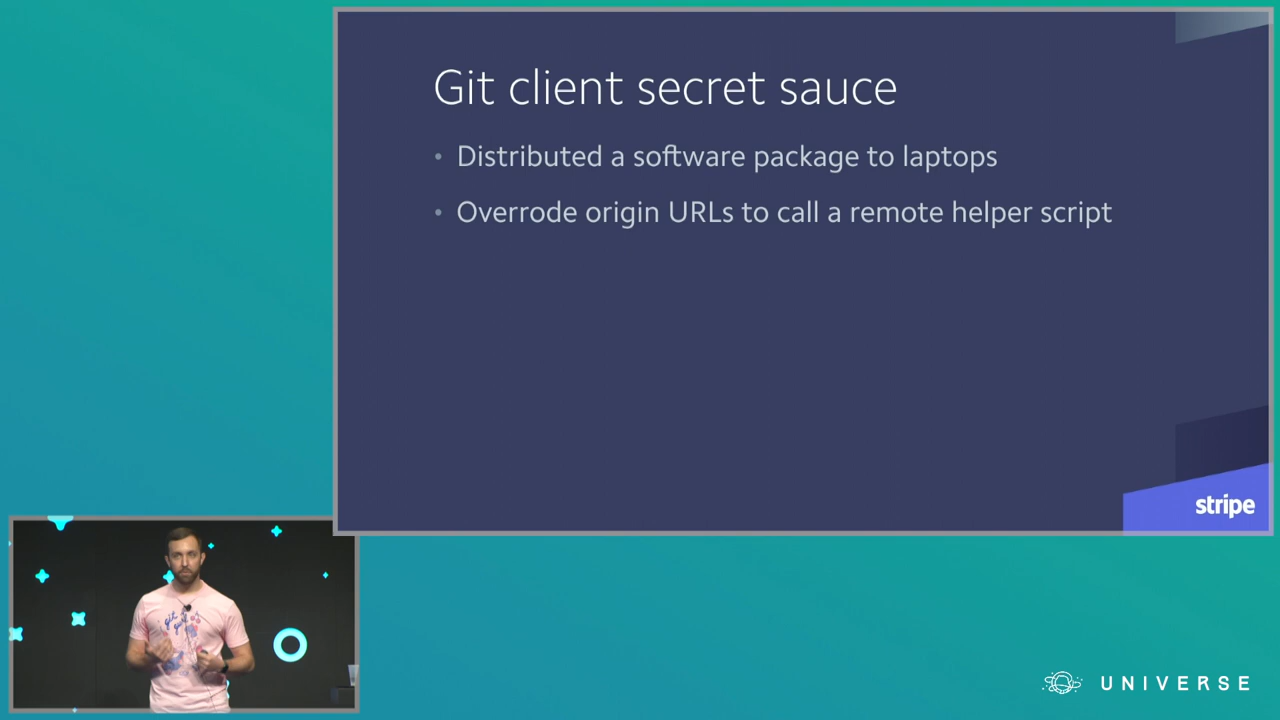 Git client secret sauce
• Distributed a software package to laptops
• Overrode origin URLs to call a remote helper script
stripe
git
UNIVERSE